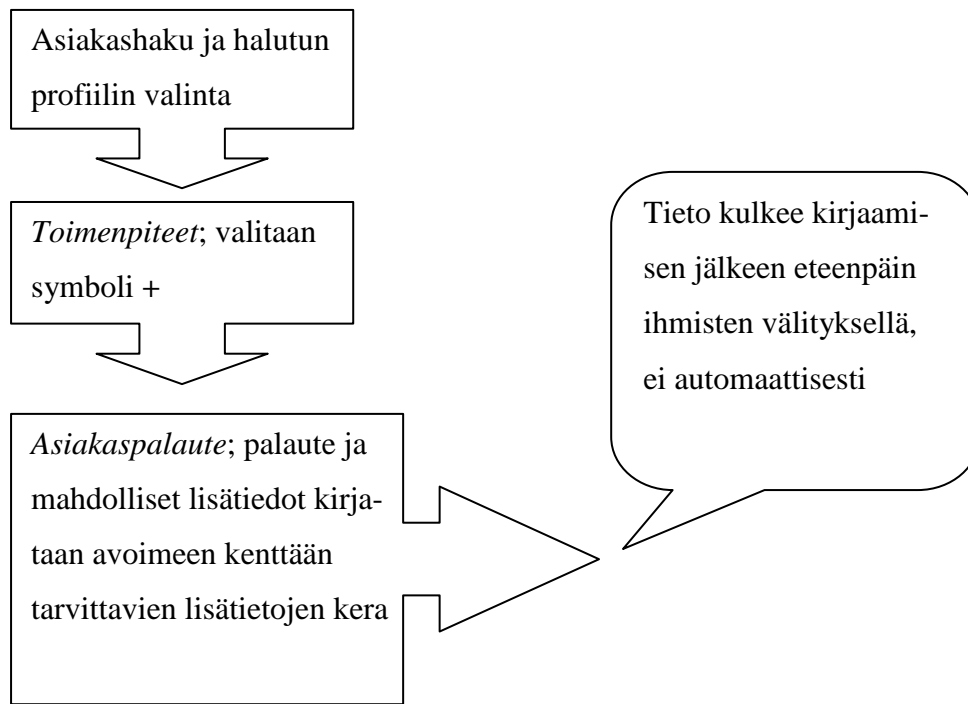 Asiakashaku ja halutun
profiilin valinta
Toimenpiteet; valitaan
symboli +
Asiakaspalaute; palaute ja
mahdolliset lisätiedot kirja-
taan avoimeen kenttään
tarvittavien lisätietojen kera
Tieto kulkee kirjaami-
sen jälkeen eteenpäin
ihmisten välityksellä,
ei automaattisesti